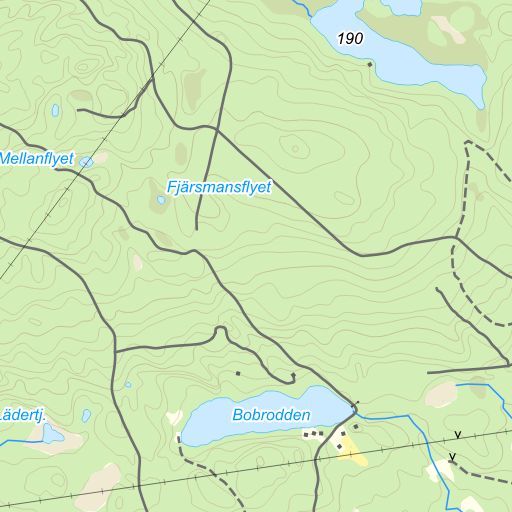 190
Mellanflyet
Fjärsmansflyet
Lädertj.
Bobrodden
v
v